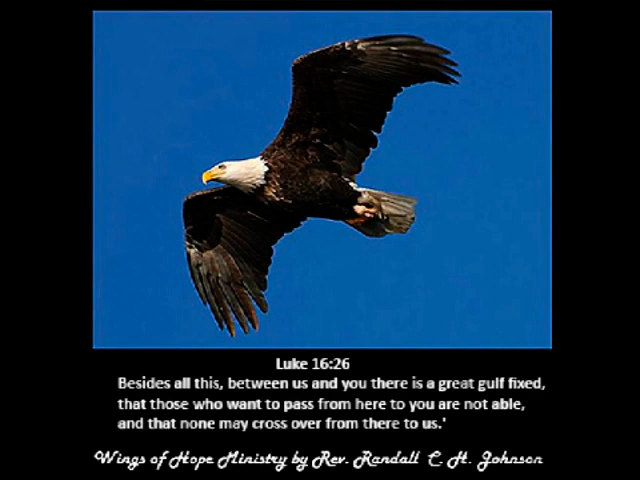 Luke 16:26
Besides all this, between us and you there is a great gulf fixed,
that those who want to pass from here to you are not able,
and that none may cross over from there to us.'
Wings of Hope Ministry by Rev. Randall C. H. Johnson